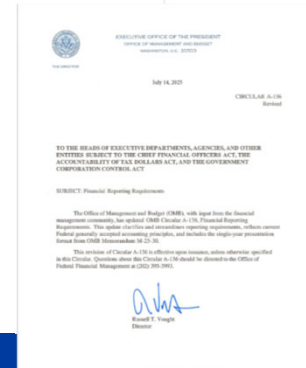 EXECUTIVE OFFICE OF THE PRESIDENT
OFFICE OF MANAGEMENT AND BUDGET
WASHINGTON, D.C. 20503
THE DIRECTOR
July 14, 2025
CIRCULAR A-136
Revised
TO THE HEADS OF EXECUTIVE DEPARTMENTS, AGENCIES, AND OTHER
ENTITIES SUBJECT TO THE CHIEF FINANCIAL OFFICERS ACT, THE
ACCOUNTABILITY OF TAX DOLLARS ACT, AND THE GOVERNMENT
CORPORATION CONTROL ACT
SUBJECT: Financial Reporting Requirements
The Office of Management and Budget (OMB), with input from the financial
management community, has updated OMB Circular A-136, Financial Reporting
Requirements. This update clarifies and streamlines reporting requirements, reflects current
Federal generally accepted accounting principles, and includes the single-year presentation
format from OMB Memorandum M-23-30.
This revision of Circular A-136 is effective upon issuance, unless otherwise specified
in this Circular. Questions about this Circular A-136 should be directed to the Office of
Federal Financial Management at (202) 395-3993.
Russell T. Vought
Director